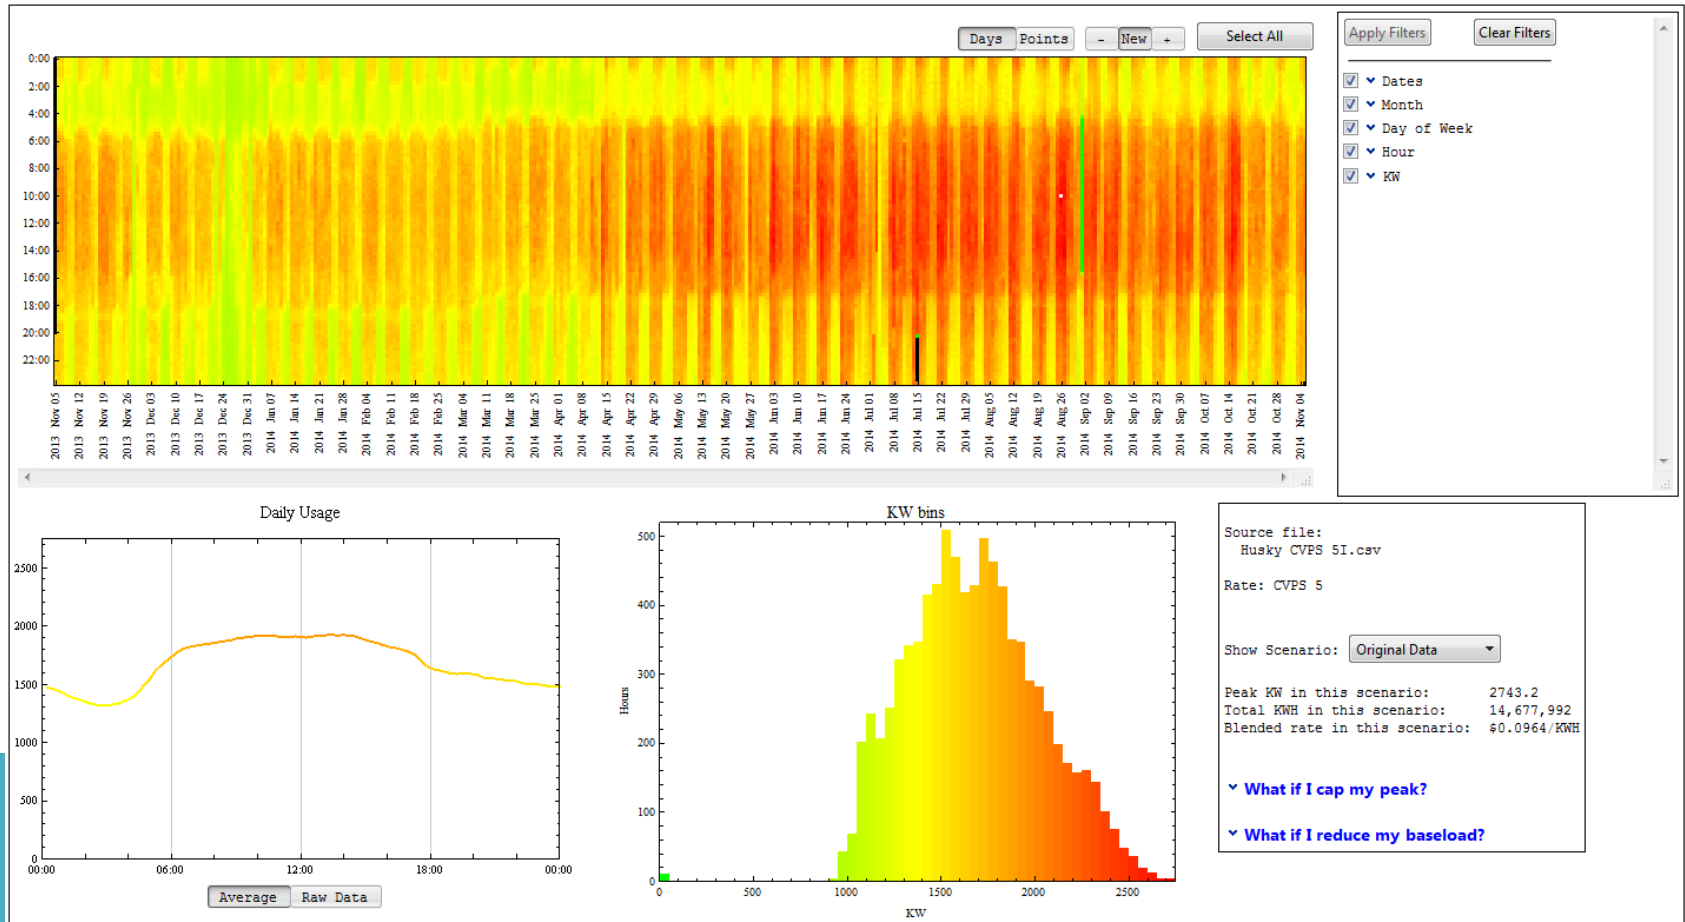 Days Points - New + Select All
0:00
2:00
4:00
6:00
8:00
10:00
12:00
14:00
16:00
18:00
20:00
22:00
2013 Nov 05
2013 Nov 12
2013 Nov 19
2013 Nov 26
2013 Dec 03
2013 Dec 10
2013 Dec 17
2013 Dec 24
2013 Dec 31
2014 Jan 07
2014 Jan 14
2014 Jan 21
2014 Jan 28
2014 Feb 04
2014 Feb 11
2014 Feb 18
2014 Feb 25
2014 Mar 04
2014 Mar 11
2014 Mar 18
2014 Mar 25
2014 Apr 01
2014 Apr 08
2014 Apr 15
2014 Apr 22
2014 Apr 29
2014 May 06
2014 May 13
2014 May 20
2014 May 27
2014 Jun 03
2014 Jun 10
2014 Jun 17
2014 Jun 24
2014 Jul 01
2014 Jul 08
2014 Jul 15
2014 Jul 22
2014 Jul 29
2014 Aug 05
2014 Aug 12
2014 Aug 19
2014 Aug 26
2014 Sep 02
2014 Sep 09
2014 Sep 16
2014 Sep 23
2014 Sep 30
2014 Oct 07
2014 Oct 14
2014 Oct 21
2014 Oct 28
2014 Nov 04
Apply Filters Clear Filters
Dates
Month
Day of Week
Hour
KW
Daily Usage
2500
2000
1500
1000
500
0
00:00 06:00 12:00 18:00 00:00
Average Raw Data
KW bins
Hours
500
400
300
200
100
0
0 500 1000 1500 2000 2500
KW
Source file:
Husky CVPS 5I.csv
Rate: CVPS 5
Show Scenario: Original Data
Peak KW in this scenario: 2743.2
Total KWH in this scenario: 14,677,992
Blended rate in this scenario: $0.0964/KWH
What if I cap my peak?
What if I reduce my baseload?